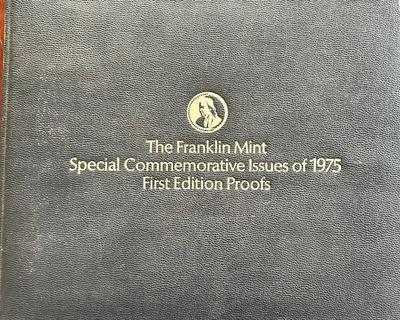 The Franklin Mint
Special Commemorative Issues of 1975
First Edition Proofs